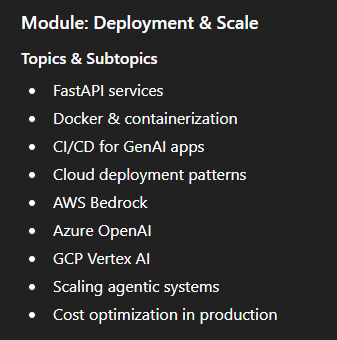 Module: Deployment & Scale
Topics & Subtopics
• FastAPI services
• Docker & containerization
• CI/CD for GenAI apps
• Cloud deployment patterns
• AWS Bedrock
• Azure OpenAI
• GCP Vertex AI
• Scaling agentic systems
• Cost optimization in production